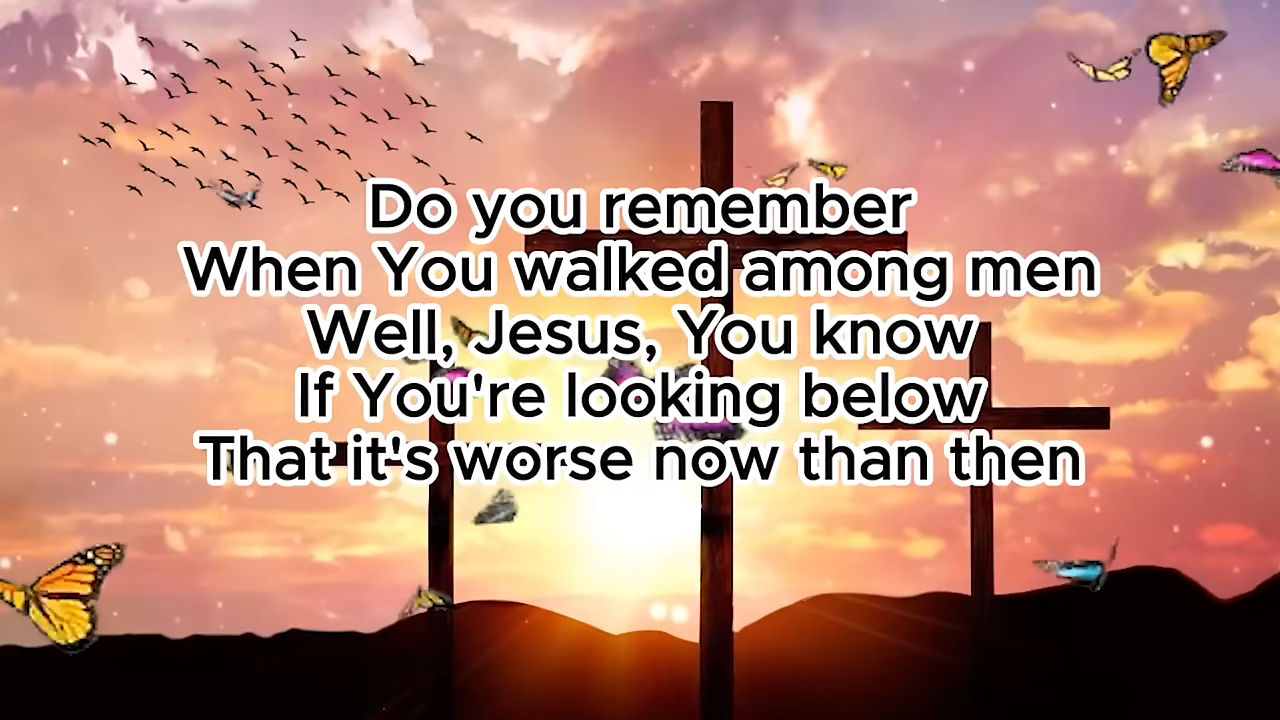 Do you remember
When You walked among men
Well, Jesus, You know
If You're looking below
That it's worse now than then